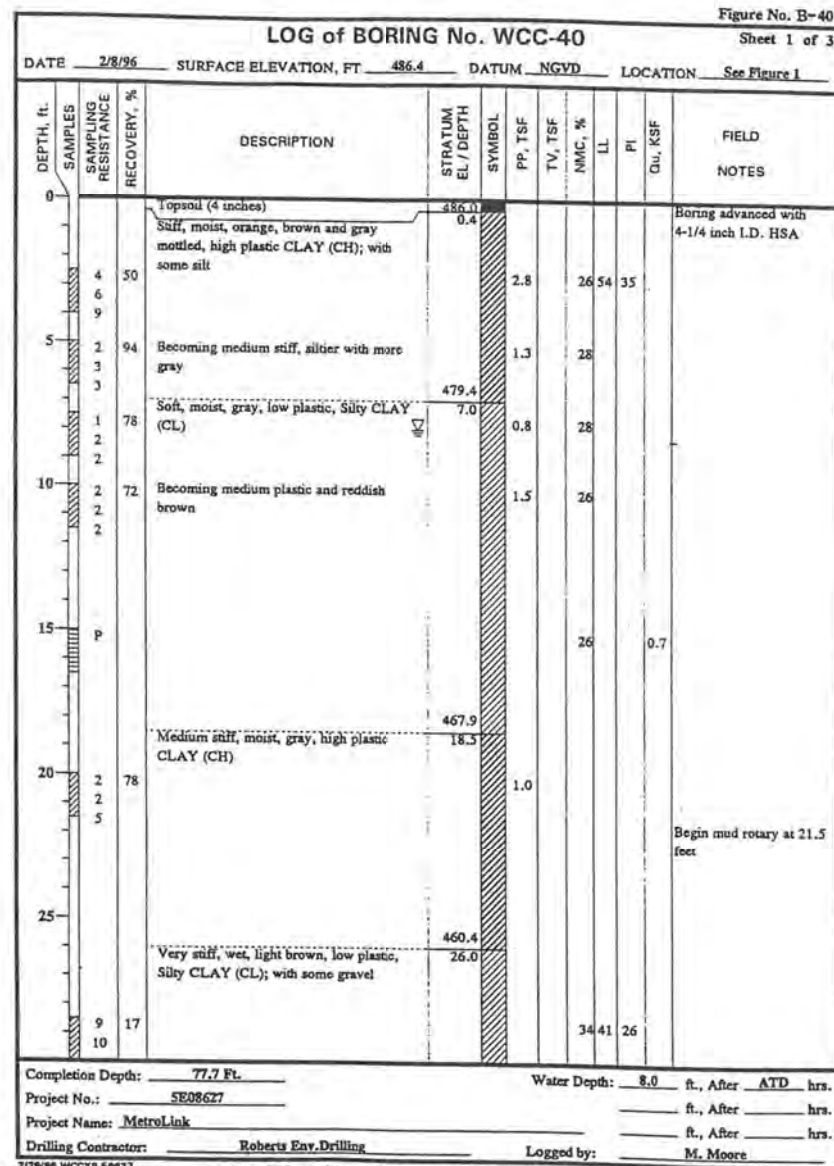 Figure No. B-40
LOG of BORING No. WCC-40
Sheet 1 of 3
DATE 2/8/96 SURFACE ELEVATION, FT 486.4 DATUM NGVD LOCATION See Figure 1
DEPTH, ft. SAMPLES SAMPLING RESISTANCE RECOVERY, % DESCRIPTION STRATUM EL / DEPTH SYMBOL PP, TSF TV, TSF NMC, % LL PI Qu, KSF FIELD NOTES
0
Topsoil (4 inches) 486.0 Boring advanced with
Stiff, moist, orange, brown and gray 0.4 4-1/4 inch I.D. HSA
mottled, high plastic CLAY (CH); with
some silt
4 50 2.8 26 54 35
6
9
5 2 94 Becoming medium stiff, siltier with more 1.3 28
3 gray
3 479.4
Soft, moist, gray, low plastic, Silty CLAY 7.0
1 78 (CL) 0.8 28
2
2
10 2 72 Becoming medium plastic and reddish 1.5 26
2 brown
2
15 P 26 0.7
467.9
Medium stiff, moist, gray, high plastic 18.5
CLAY (CH)
20 2 78 1.0
2
5
Begin mud rotary at 21.5
feet
25
460.4
Very stiff, wet, light brown, low plastic, 26.0
Silty CLAY (CL); with some gravel
9 17 34 41 26
10
Completion Depth: 77.7 Ft. Water Depth: 8.0 ft., After ATD hrs.
Project No.: 5E08627 ft., After hrs.
Project Name: MetroLink ft., After hrs.
Drilling Contractor: Roberts Env.Drilling Logged by: M. Moore